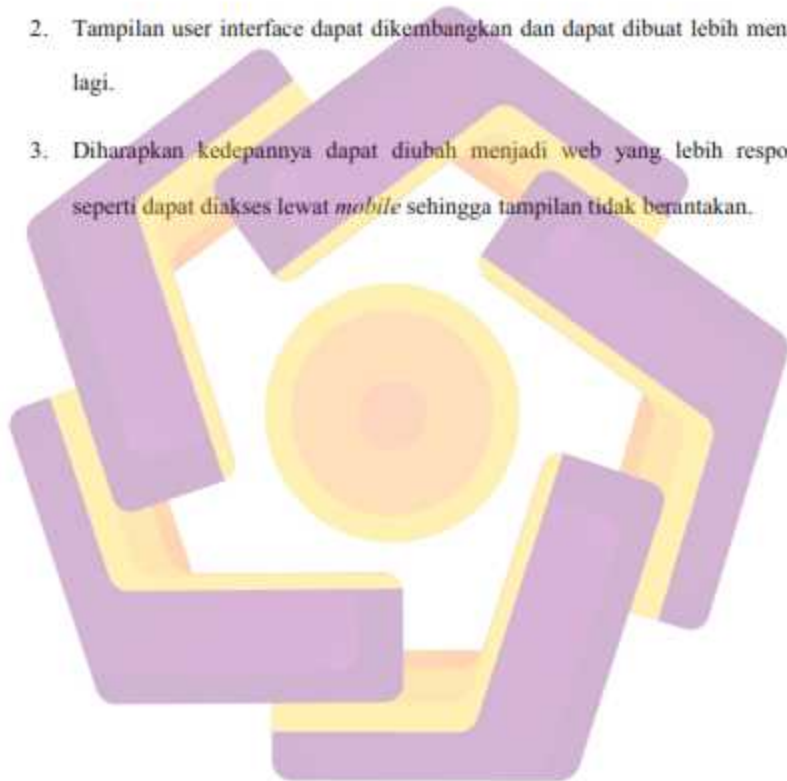 2. Tampilan user interface dapat dikembangkan dan dapat dibuat lebih men
lagi.
3. Diharapkan kedepannya dapat diubah menjadi web yang lebih respo
seperti dapat diakses lewat mobile sehingga tampilan tidak berantakan.